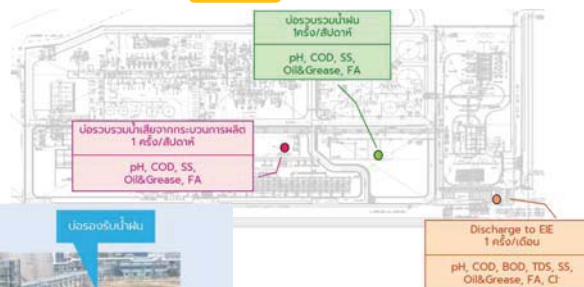 บ่อรวบรวมน้ำฝน
1ครั้ง/สัปดาห์
pH, COD, SS,
Oil&Grease, FA
บ่อรวบรวมน้ำเสียจากกระบวนการผลิต
1 ครั้ง/สัปดาห์
pH, COD, SS,
Oil&Grease, FA
บ่อรองรับน้ำฝน
Discharge to EIE
1 ครั้ง/เดือน
pH, COD, BOD, TDS, SS,
Oil&Grease, FA, Cl⁻